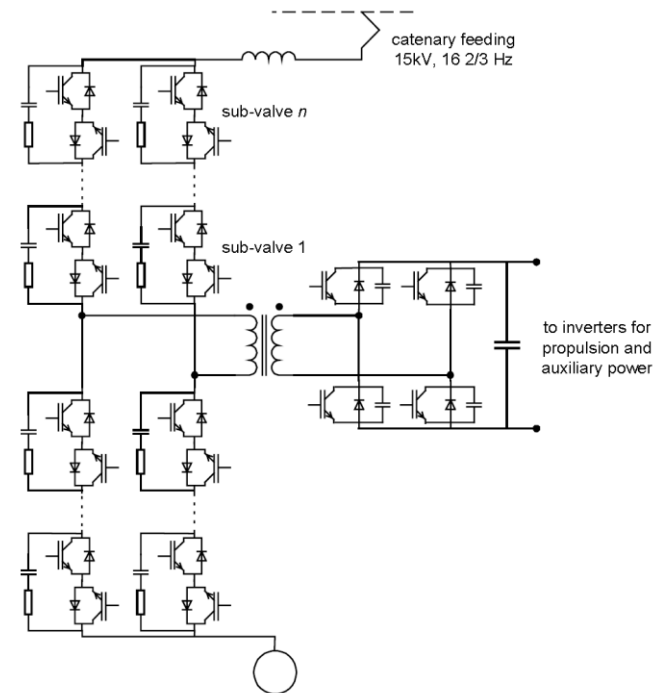 catenary feeding
15kV, 16 2/3 Hz
sub-valve n
sub-valve 1
to inverters for
propulsion and
auxiliary power